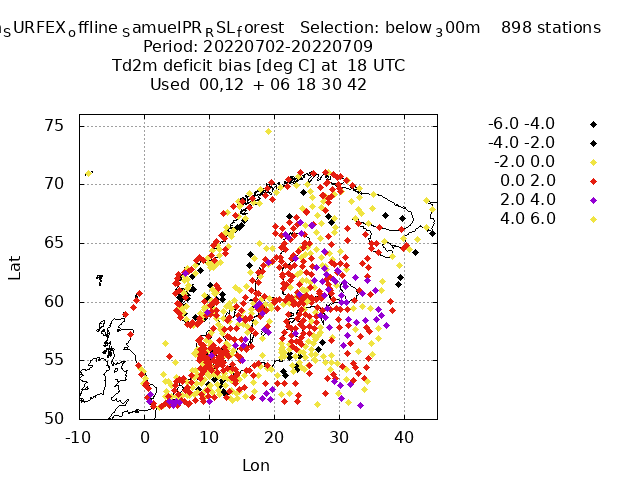 SURFEXoffline SamuelPRRSLforest Selection: below 300m 898 stations
Period: 20220702-20220709
Td2m deficit bias [deg C] at 18 UTC
Used 00,12 + 06 18 30 42
-6.0 -4.0
-4.0 -2.0
-2.0 0.0
0.0 2.0
2.0 4.0
4.0 6.0
75
70
65
60
55
50
Lat
-10 0 10 20 30 40
Lon